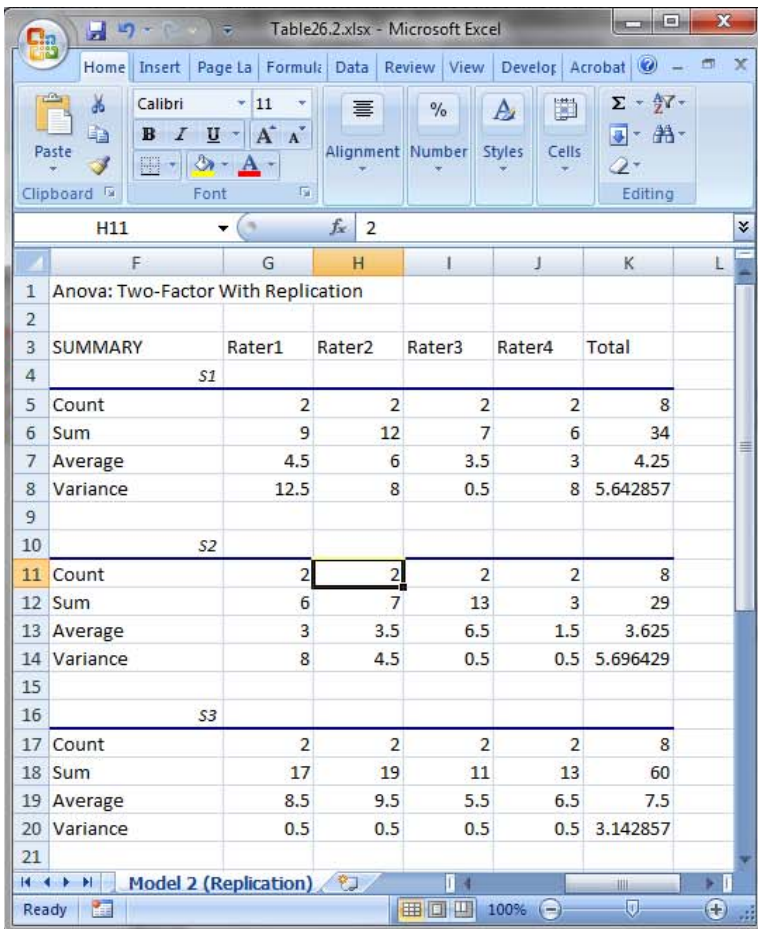 Table26.2.xlsx - Microsoft Excel
Home Insert Page La Formula Data Review View Develop Acrobat
Paste
Calibri 11
B I U A A
A
Alignment
%
Number
Styles
Cells
Σ
Clipboard Font Editing
H11 fx 2
F G H I J K L
1 Anova: Two-Factor With Replication
2
3 SUMMARY Rater1 Rater2 Rater3 Rater4 Total
4 S1
5 Count 2 2 2 2 8
6 Sum 9 12 7 6 34
7 Average 4.5 6 3.5 3 4.25
8 Variance 12.5 8 0.5 8 5.642857
9
10 S2
11 Count 2 2 2 2 8
12 Sum 6 7 13 3 29
13 Average 3 3.5 6.5 1.5 3.625
14 Variance 8 4.5 0.5 0.5 5.696429
15
16 S3
17 Count 2 2 2 2 8
18 Sum 17 19 11 13 60
19 Average 8.5 9.5 5.5 6.5 7.5
20 Variance 0.5 0.5 0.5 0.5 3.142857
21
Model 2 (Replication)
Ready 100%